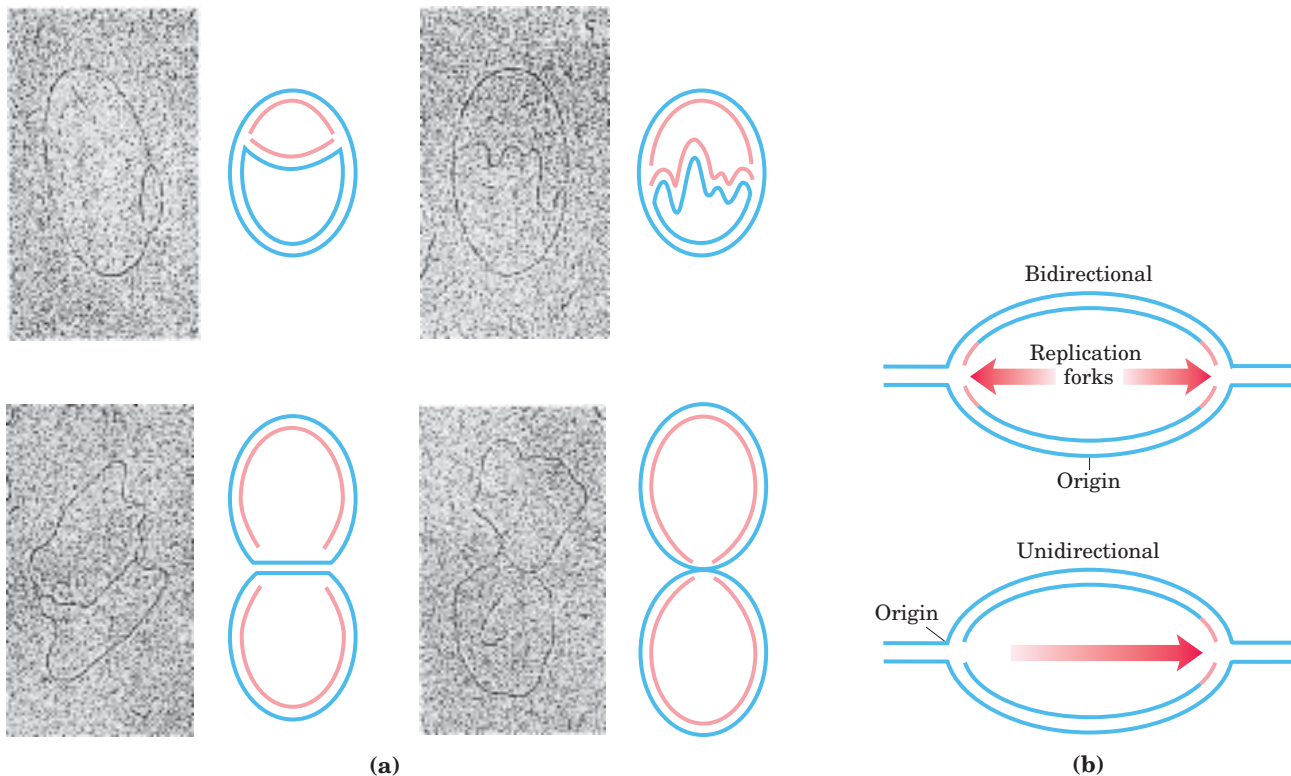 Bidirectional
Replication
forks
Origin
Unidirectional
Origin
(a)
(b)